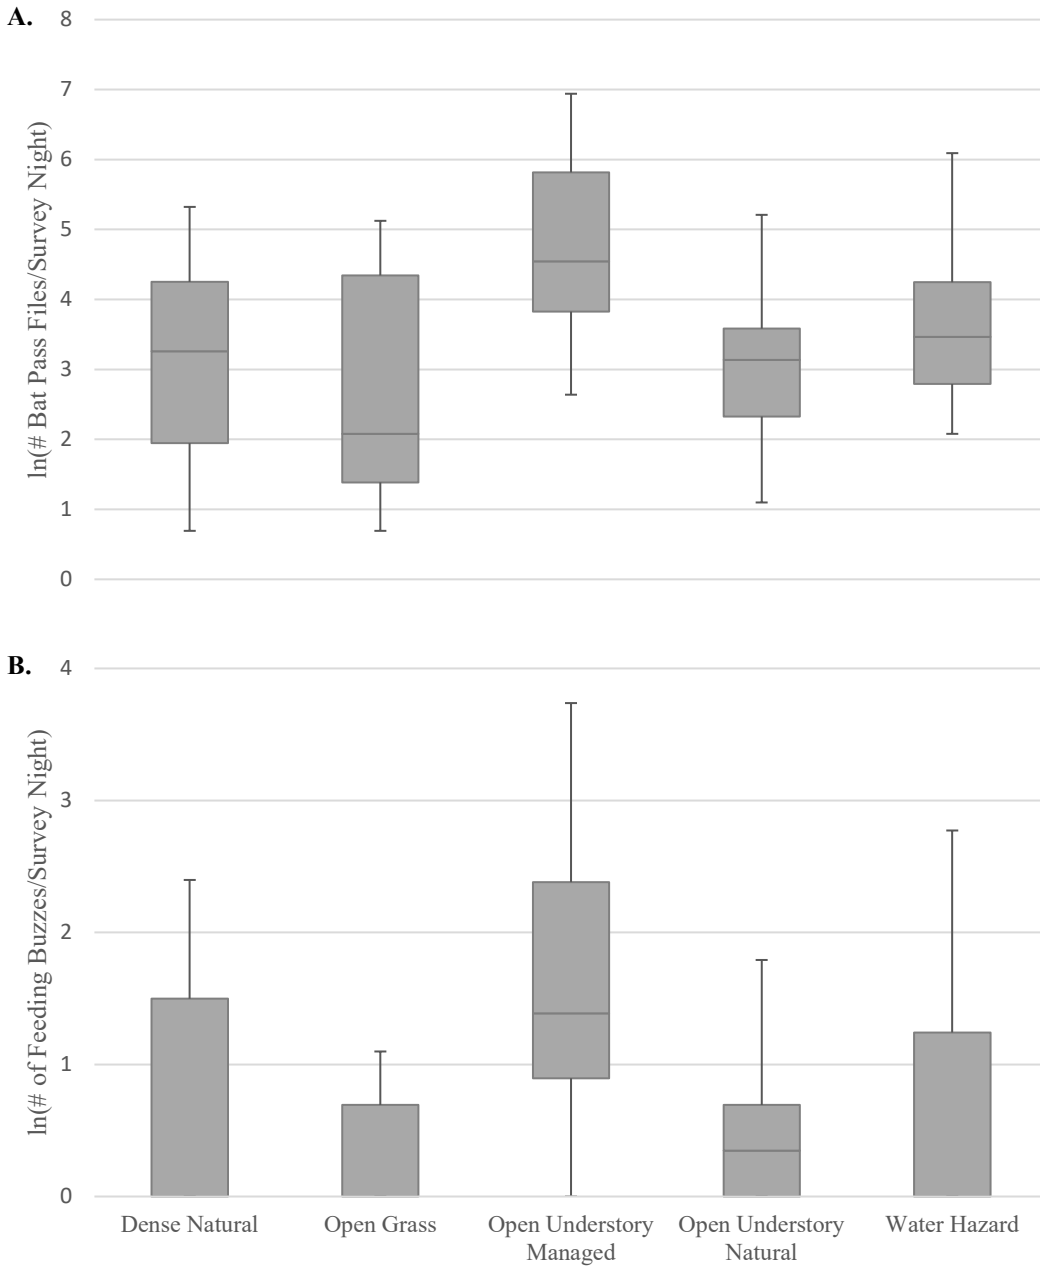 A.
8
7
6
5
4
3
2
1
0
ln(# Bat Pass Files/Survey Night)
B.
4
3
2
1
0
ln(# of Feeding Buzzes/Survey Night)
Dense Natural
Open Grass
Open Understory
Managed
Open Understory
Natural
Water Hazard